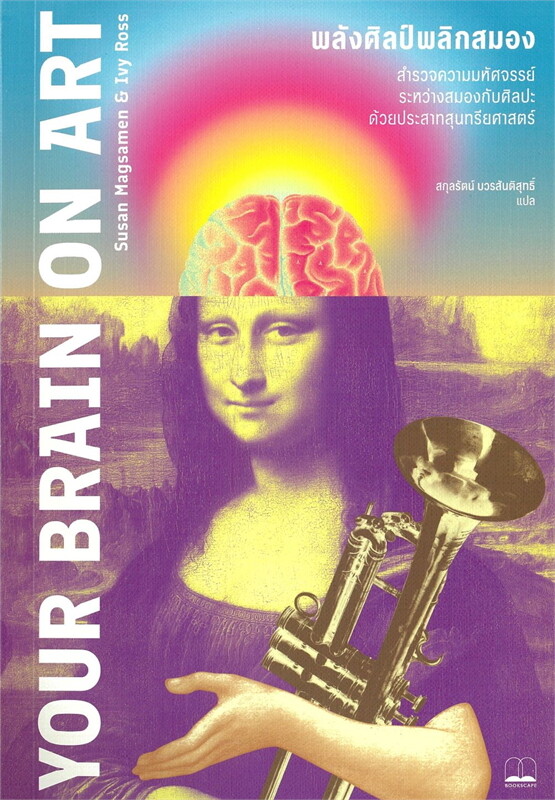 YOUR BRAIN ON ART
Susan Magsamen & Ivy Ross
พลังศิลป์พลิกสมอง
สำรวจความมหัศจรรย์
ระหว่างสมองกับศิลปะ
ด้วยประสาทสุนทรียศาสตร์
สกุลรัตน์ บวรสันติสุทธิ์
แปล
BOOKSCAPE